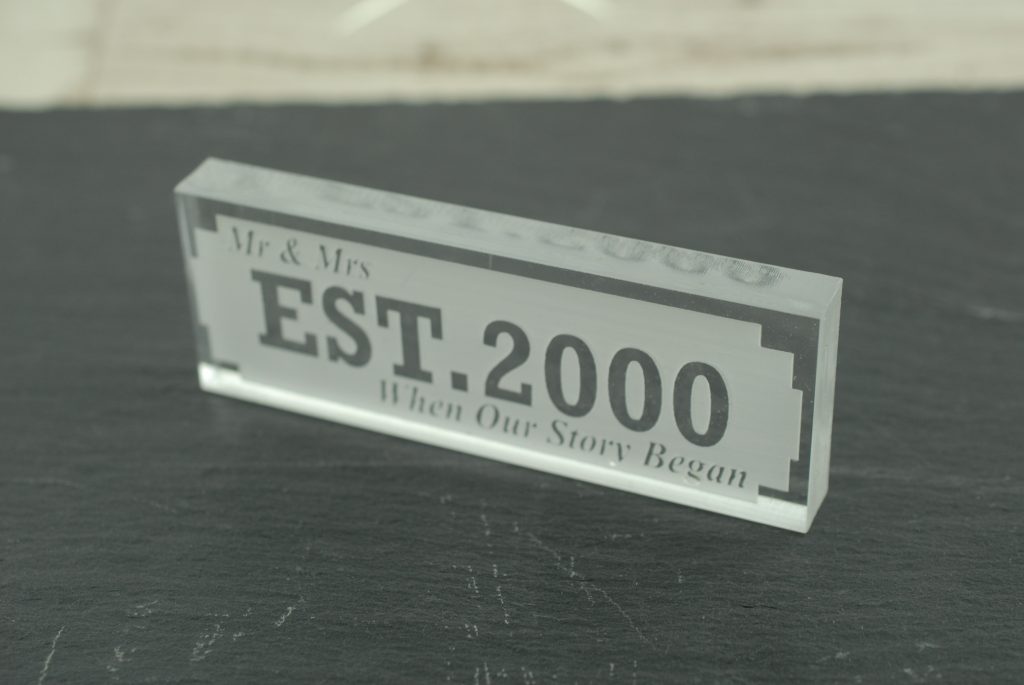 Mr & Mrs
EST.2000
When Our Story Began